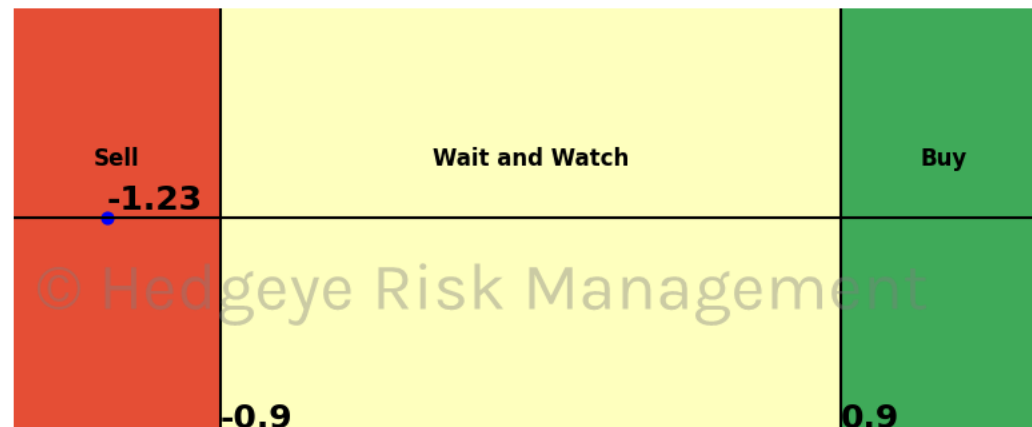 Sell
Wait and Watch
Buy
-1.23
© Hedgeye Risk Management
-0.9
0.9